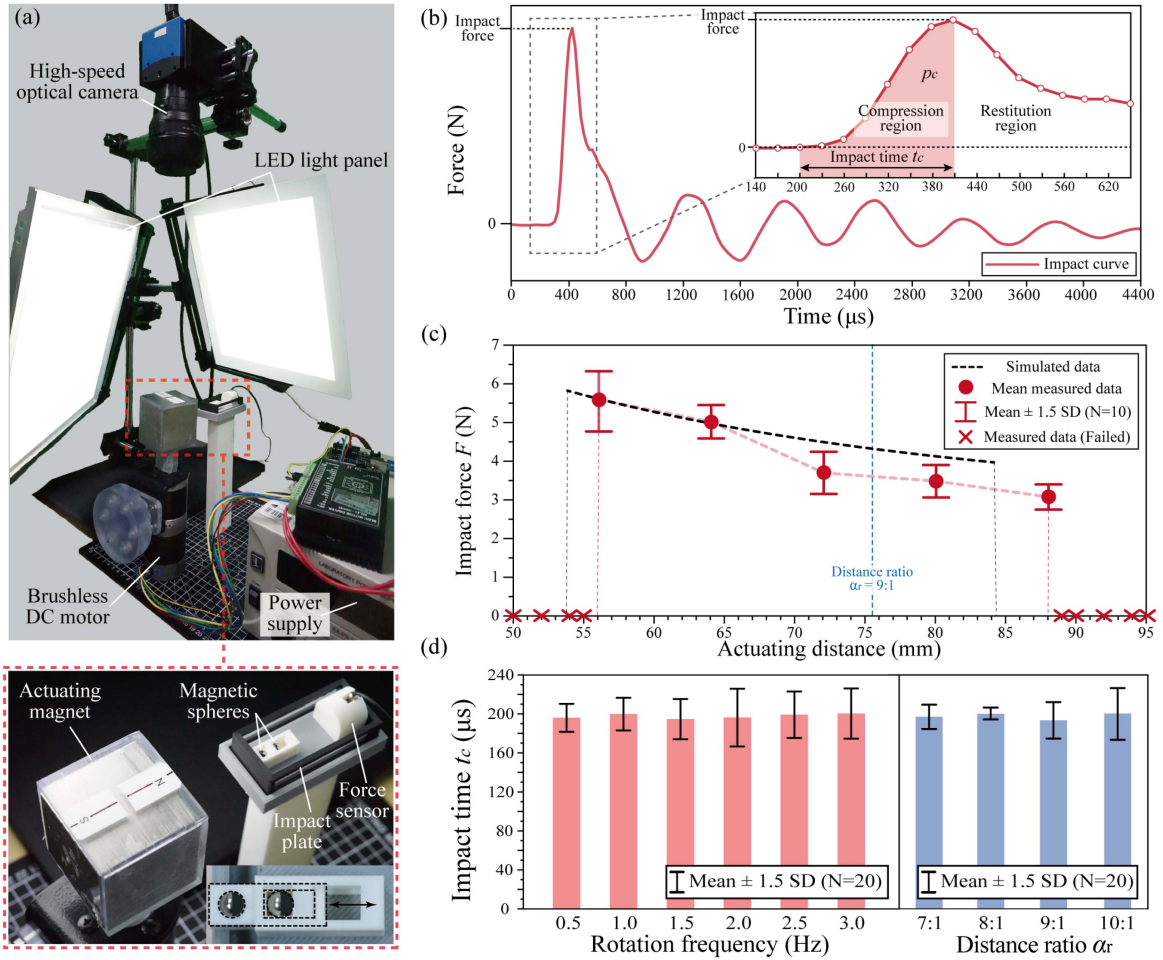 (a)
High-speed
optical camera
LED light panel
Brushless
DC motor
Power
supply
LABORATORY PO
Actuating
magnet
Magnetic
spheres
Impact
plate
Force
sensor
S
N
(b)
Impact
force
Force (N)
0
Impact
force
0
p_c
Compression
region
Restitution
region
Impact time t_c
140 200 260 320 380 440 500 560 620
Impact curve
0 400 800 1200 1600 2000 2400 2800 3200 3600 4000 4400
Time (μs)
(c)
Impact force F (N)
7
6
5
4
3
2
1
0
Simulated data
Mean measured data
Mean ± 1.5 SD (N=10)
Measured data (Failed)
Distance ratio
α_r = 9:1
50 55 60 65 70 75 80 85 90 95
Actuating distance (mm)
(d)
Impact time t_c (μs)
240
200
160
120
80
40
0
Mean ± 1.5 SD (N=20)
Mean ± 1.5 SD (N=20)
0.5 1.0 1.5 2.0 2.5 3.0
7:1 8:1 9:1 10:1
Rotation frequency (Hz)
Distance ratio α_r